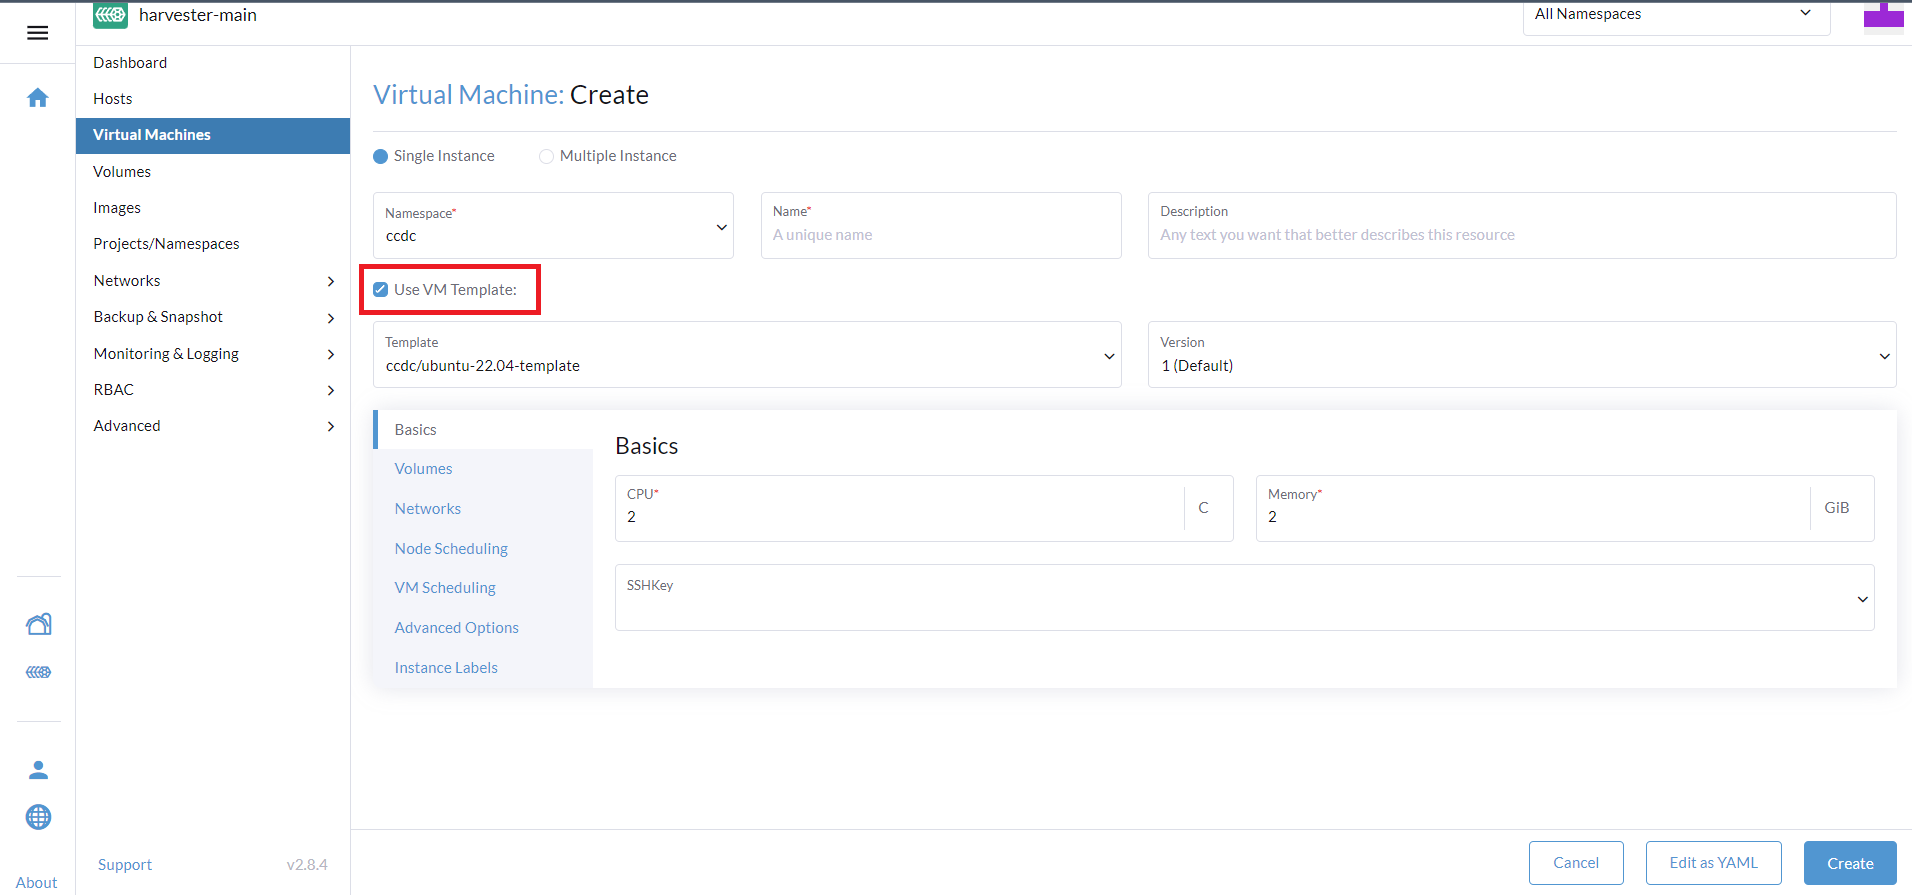 harvester-main
All Namespaces
Dashboard
Hosts
Virtual Machines
Volumes
Images
Projects/Namespaces
Networks
Backup & Snapshot
Monitoring & Logging
RBAC
Advanced
Support
v2.8.4
About
Virtual Machine: Create
Single Instance
Multiple Instance
Namespace*
ccdc
Name*
A unique name
Description
Any text you want that better describes this resource
Use VM Template:
Template
ccdc/ubuntu-22.04-template
Version
1 (Default)
Basics
Volumes
Networks
Node Scheduling
VM Scheduling
Advanced Options
Instance Labels
Basics
CPU*
2
C
Memory*
2
GiB
SSHKey
Cancel
Edit as YAML
Create